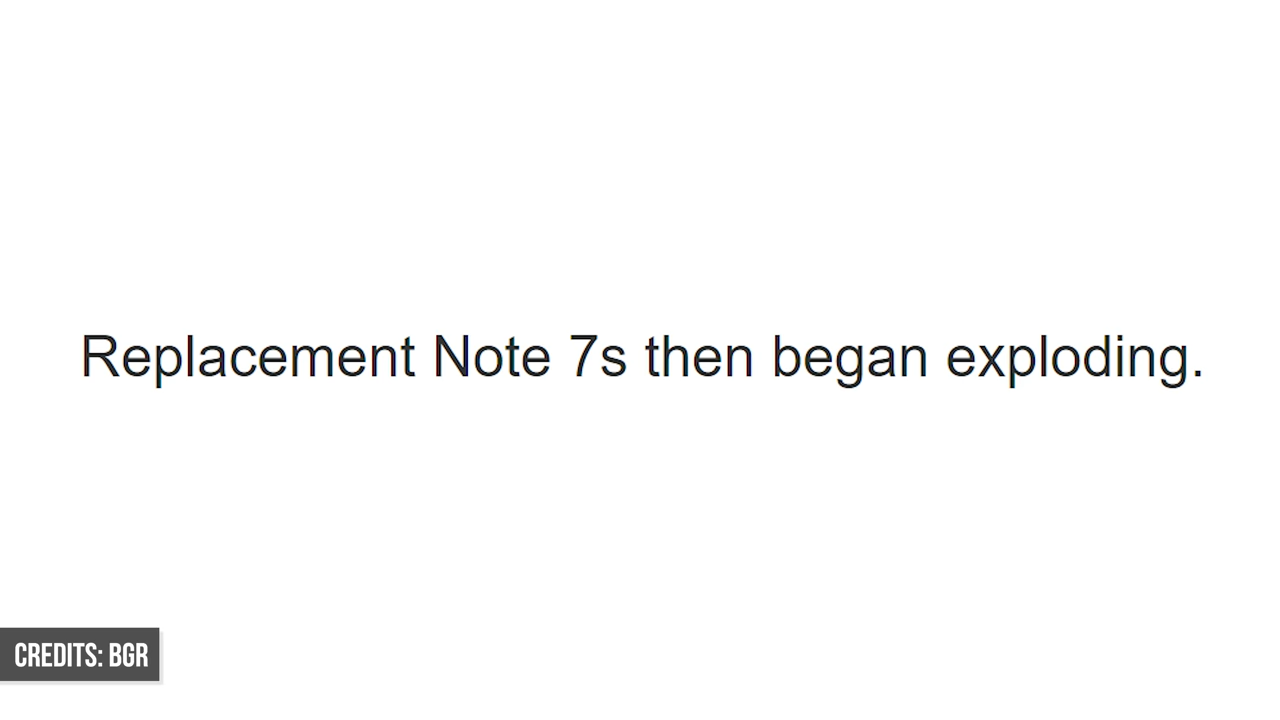 Replacement Note 7s then began exploding.
CREDITS: BGR